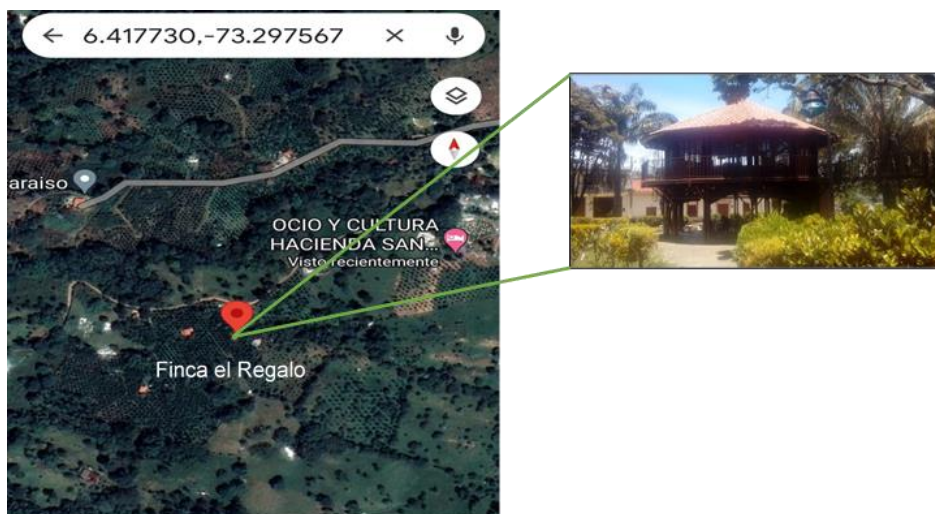 6.417730,-73.297567
araiso
OCIO Y CULTURA
HACIENDA SAN...
Visto recientemente
Finca el Regalo